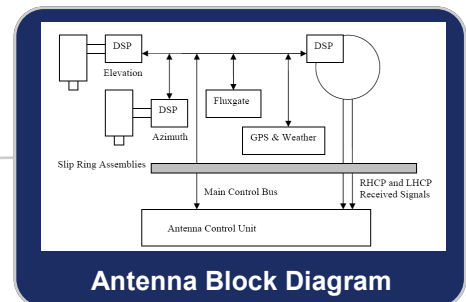 DSP
DSP
Elevation
DSP
Fluxgate
Azimuth
GPS & Weather
Slip Ring Assemblies
Main Control Bus
RHCP and LHCP
Received Signals
Antenna Control Unit
Antenna Block Diagram